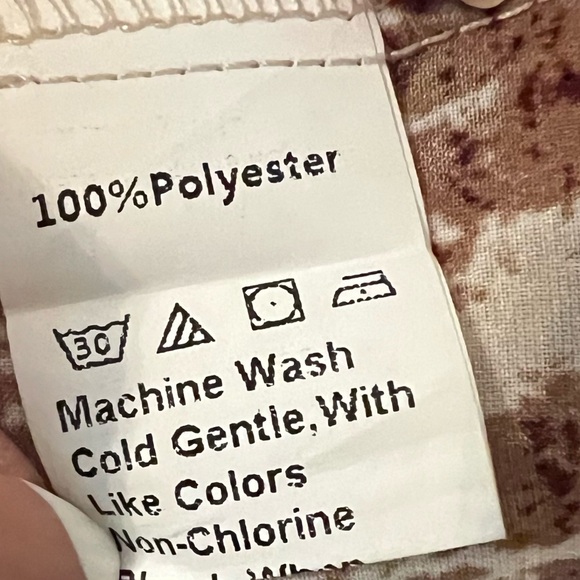 100%Polyester
30
Machine Wash
Cold Gentle,With
Like Colors
Non-Chlorine